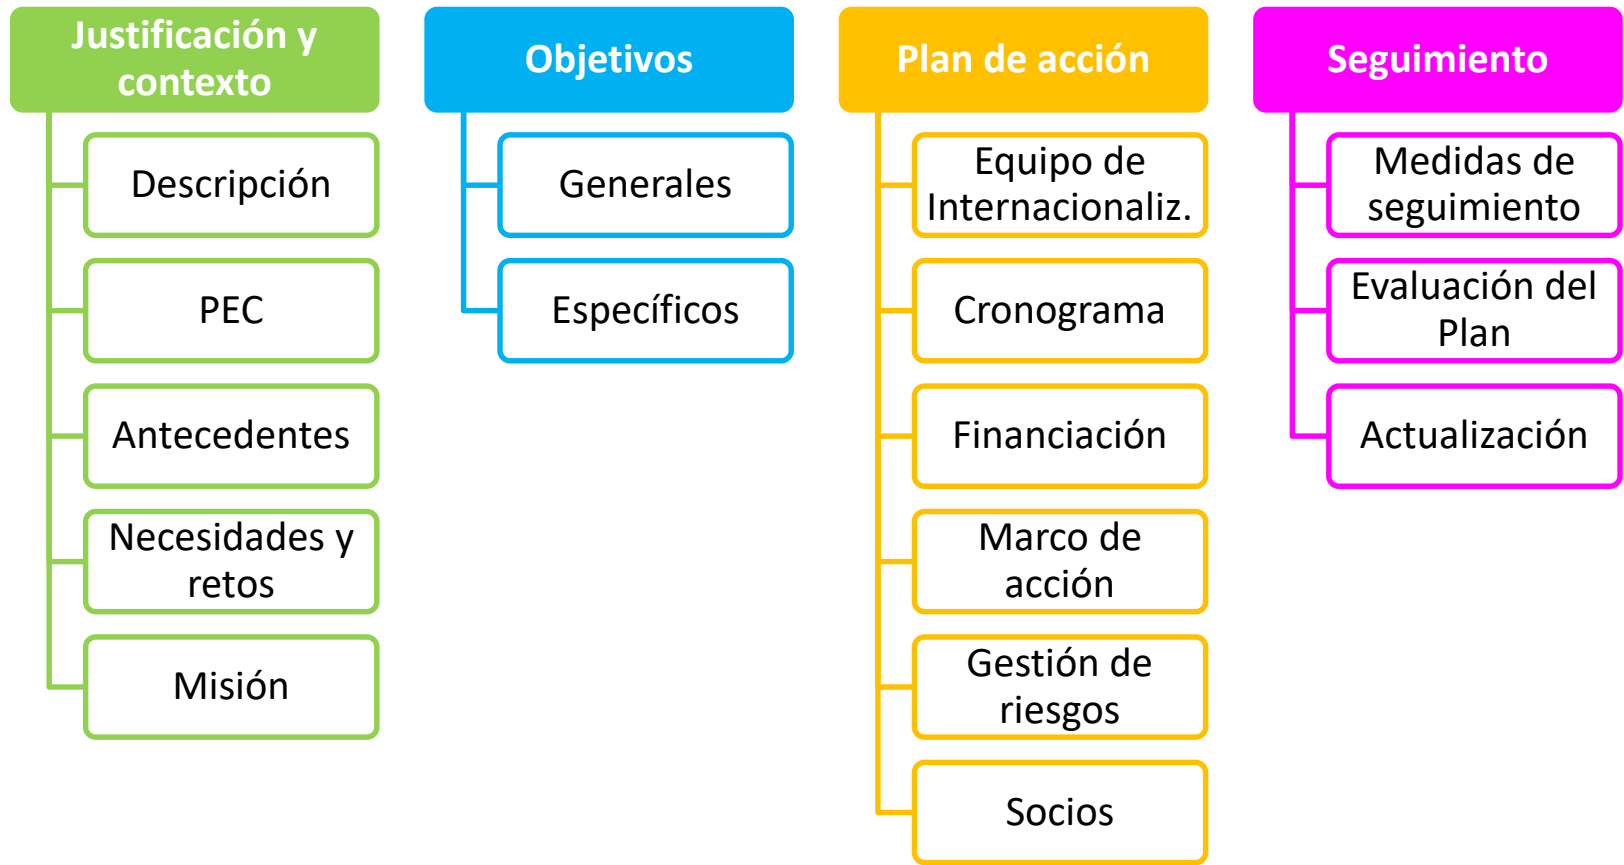 Justificación y
contexto
Descripción
PEC
Antecedentes
Necesidades y
retos
Misión
Objetivos
Generales
Específicos
Plan de acción
Equipo de
Internacionaliz.
Cronograma
Financiación
Marco de
acción
Gestión de
riesgos
Socios
Seguimiento
Medidas de
seguimiento
Evaluación del
Plan
Actualización